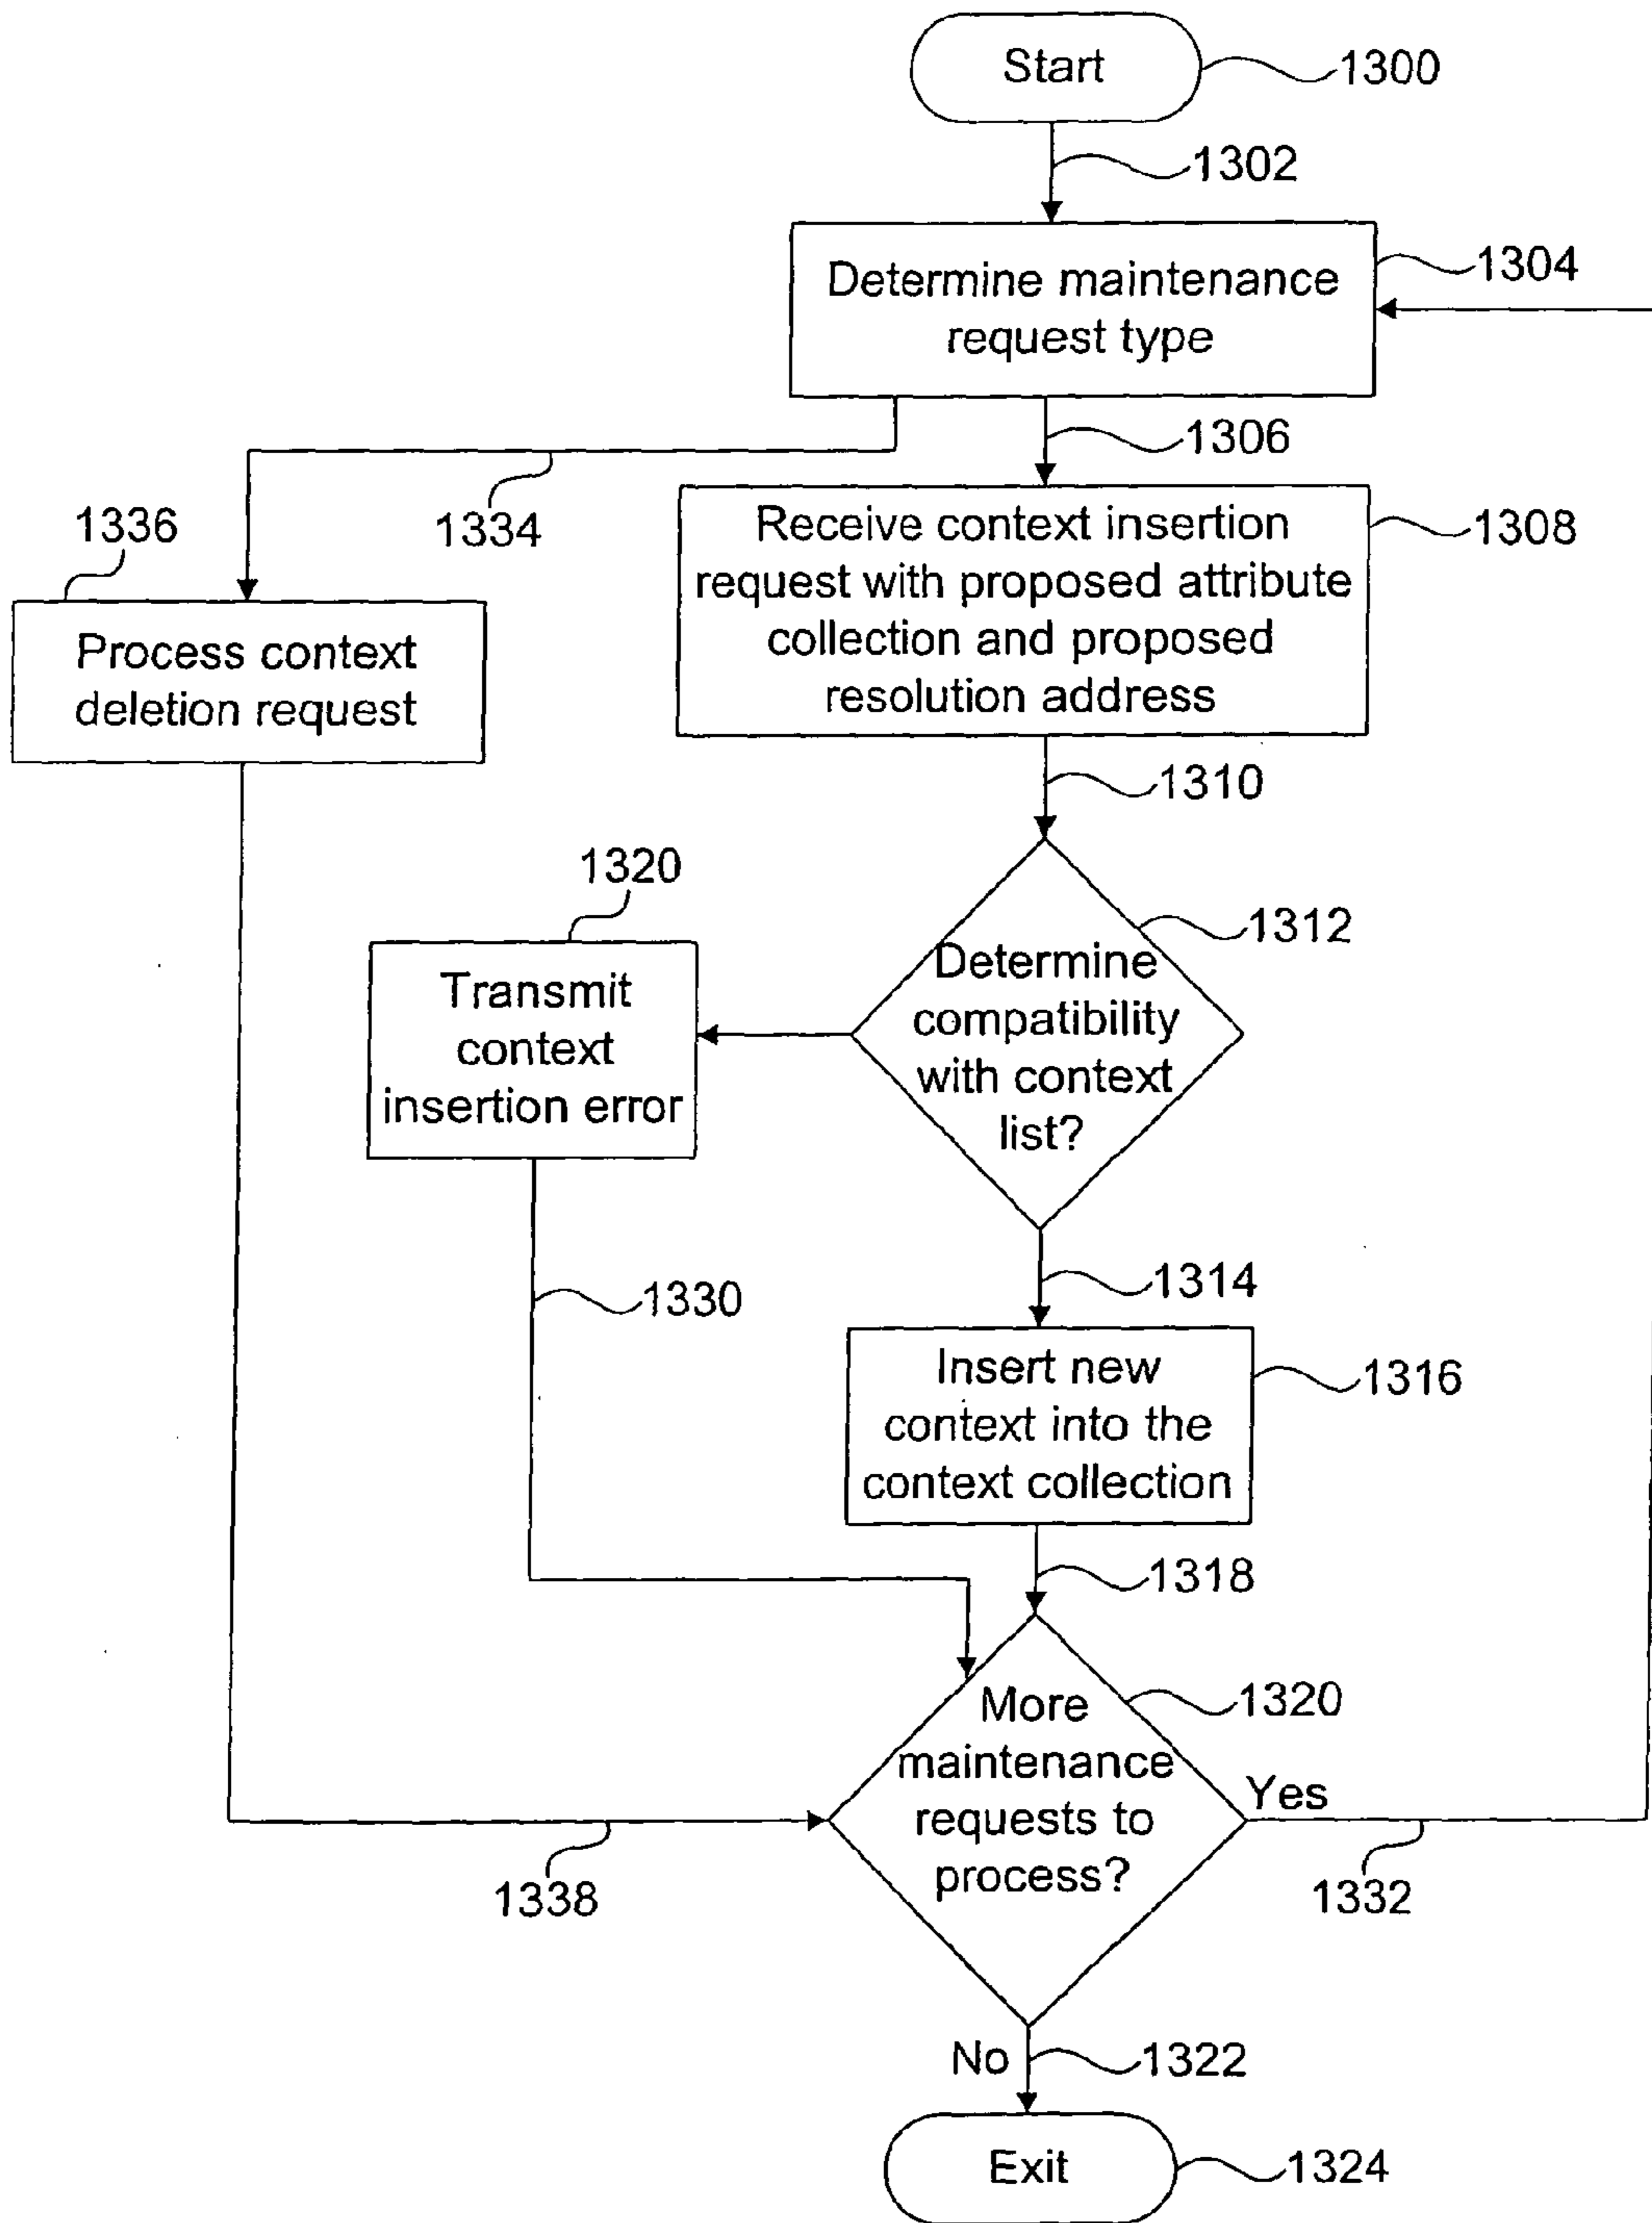 Start
1300
1302
Determine maintenance
request type
1304
1306
1334
1336
Process context
deletion request
Receive context insertion
request with proposed attribute
collection and proposed
resolution address
1308
1310
1320
Transmit
context
insertion error
Determine
compatibility
with context
list?
1312
1314
1330
Insert new
context into the
context collection
1316
1318
More
maintenance
requests to
process?
1320
Yes
1332
1338
No
1322
Exit
1324